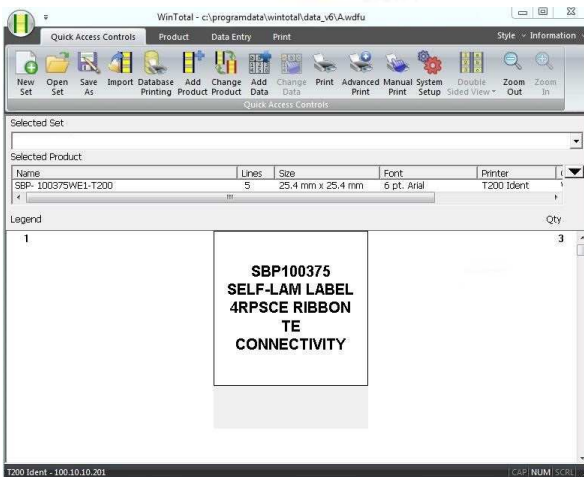 WinTotal - c:\programdata\wintotal\data_v6\A.wdfu
Quick Access Controls Product Data Entry Print Style Information
New Set Open Set Save As Import Database Printing Add Product Change Product Add Data Change Data Print Advanced Print Manual Print System Setup Double Sided View Zoom Out Zoom In
Quick Access Controls
Selected Set
Selected Product
Name Lines Size Font Printer
SBP- 100375WE1-T200 5 25.4 mm x 25.4 mm 6 pt. Arial T200 Ident
Legend Qty
1 3
SBP100375
SELF-LAM LABEL
4RPSCE RIBBON
TE
CONNECTIVITY
T200 Ident - 100.10.10.201 CAP NUM SCRL